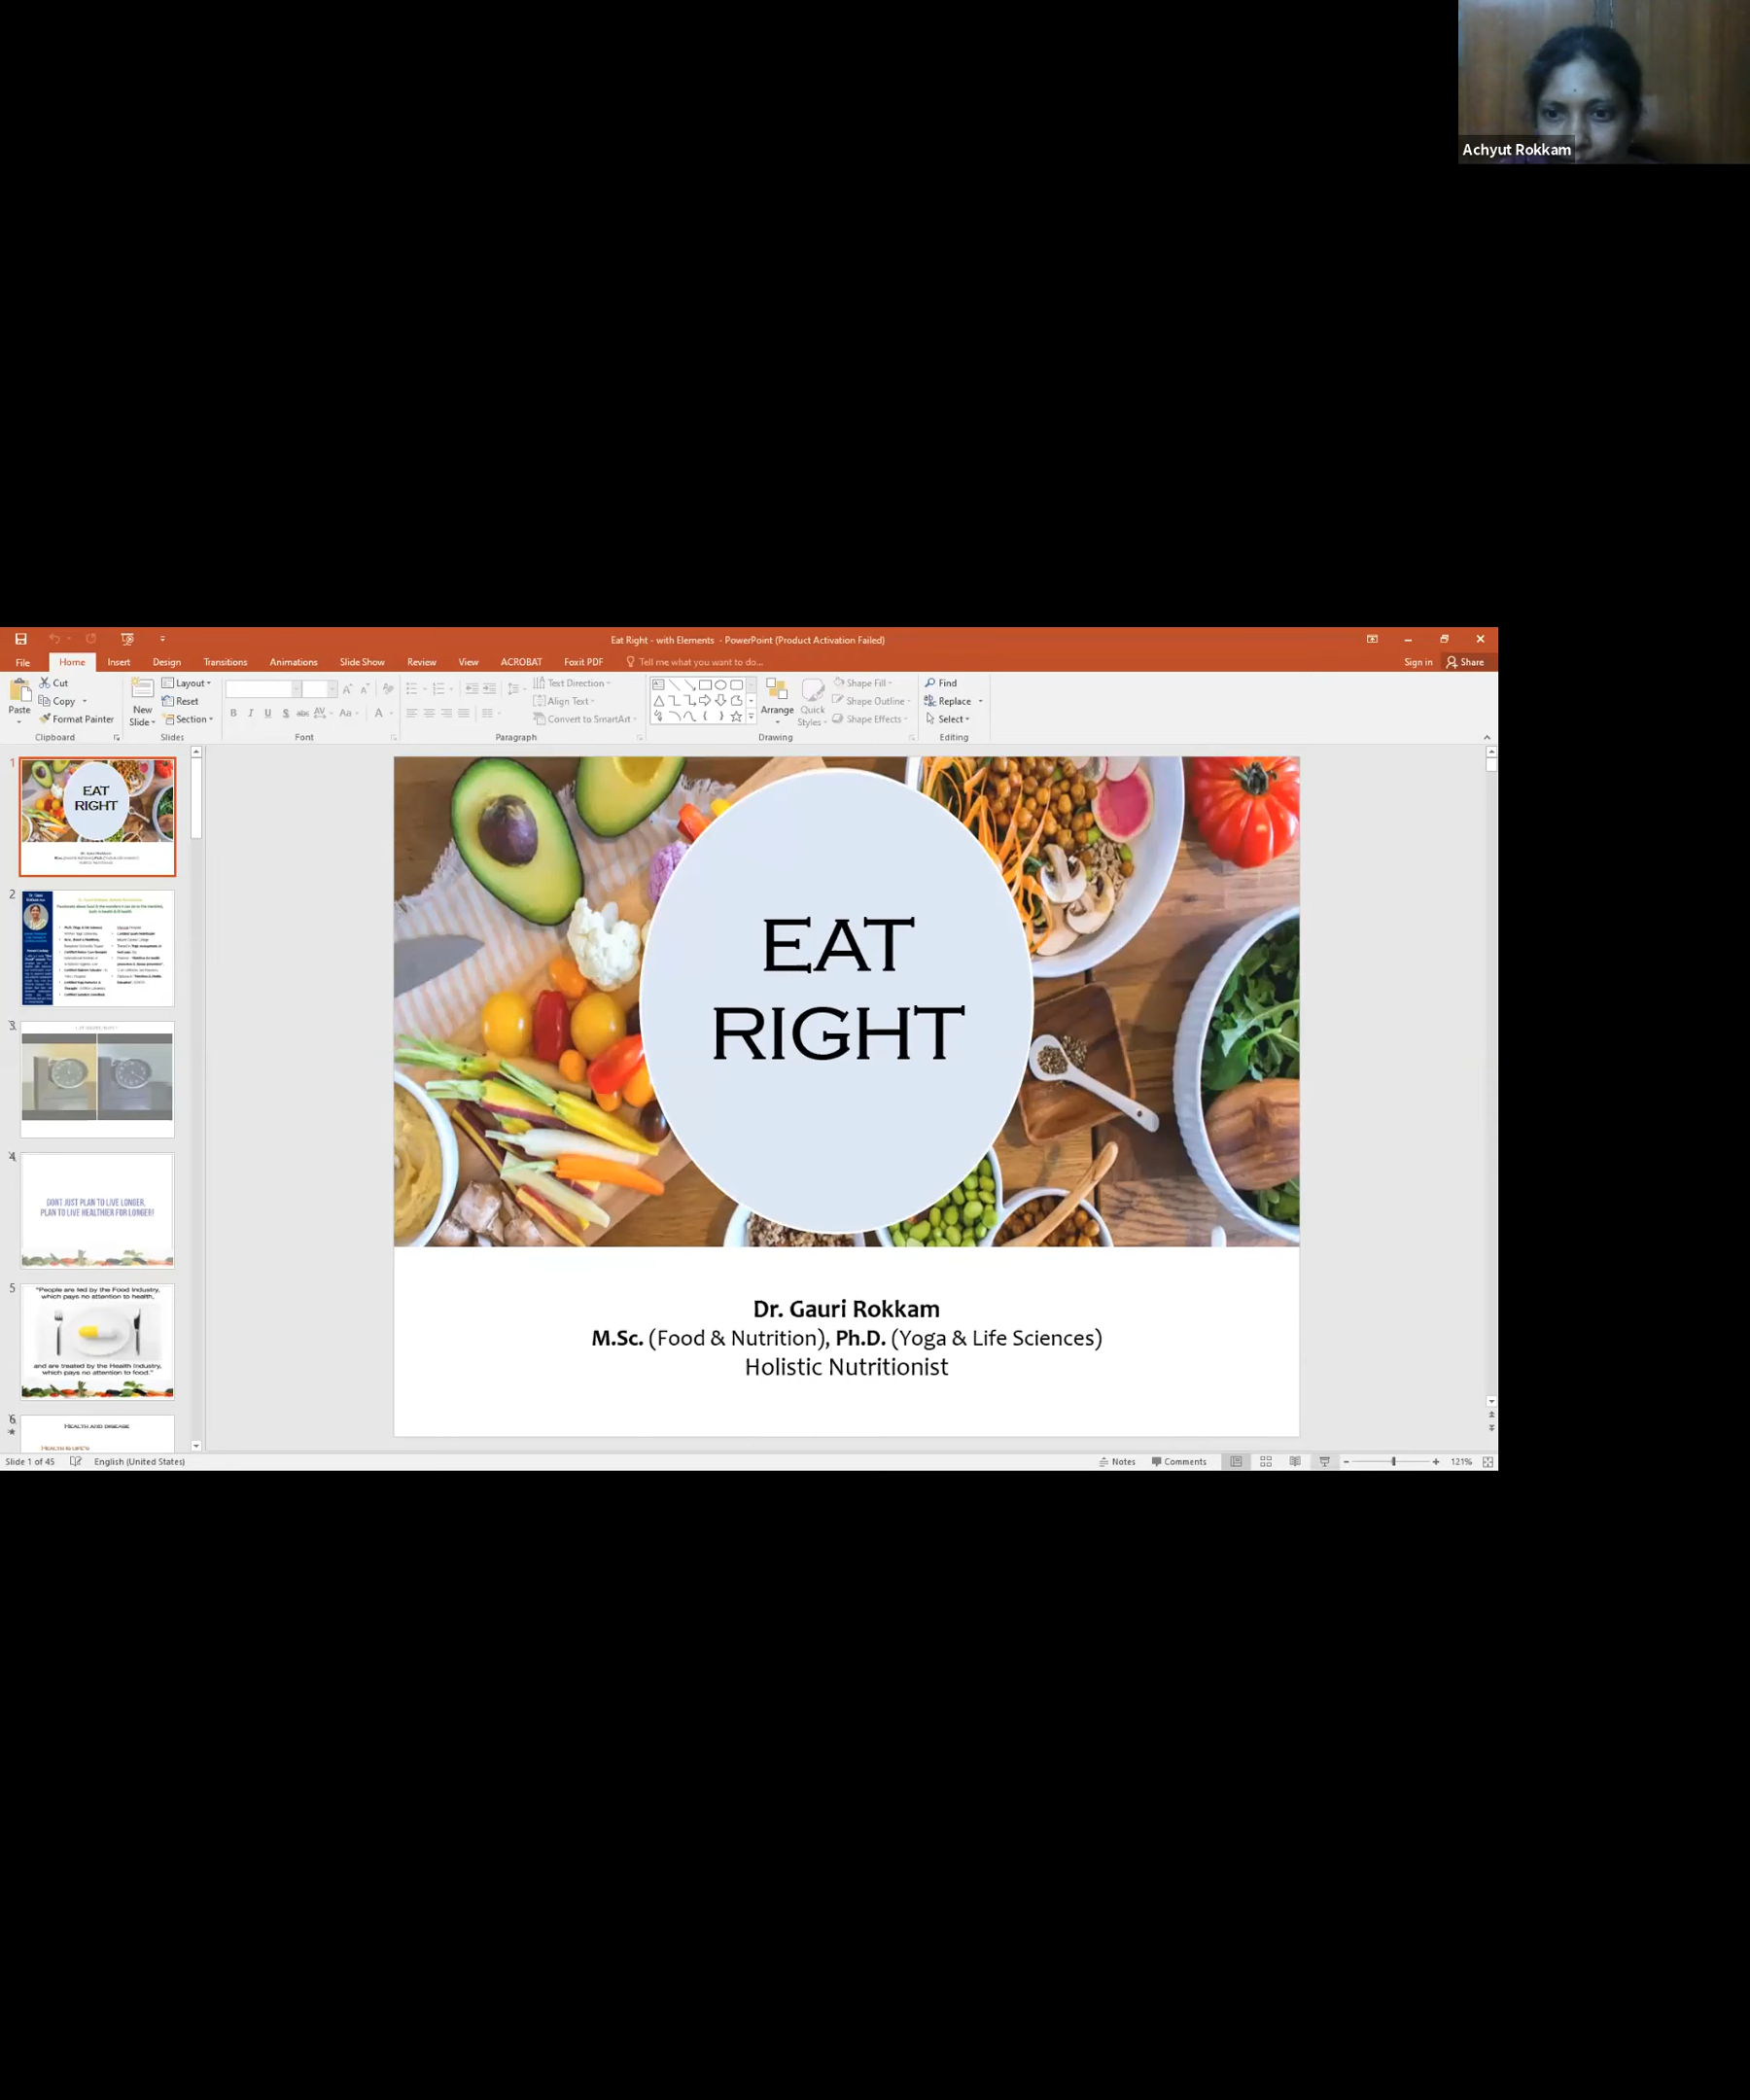 Achyut Rokkam
Eat Right - with Elements - PowerPoint (Product Activation Failed)
File Home Insert Design Transitions Animations Slide Show Review View ACROBAT Foxit PDF Tell me what you want to do... Sign in Share
Paste
Cut
Copy
Format Painter
Clipboard
New
Slide
Layout
Reset
Section
Slides
Font
Text Direction
Align Text
Convert to SmartArt
Paragraph
Arrange
Quick
Styles
Shape Fill
Shape Outline
Shape Effects
Drawing
Find
Replace
Select
Editing
1
EAT
RIGHT
2
3
4
DONT JUST PLAN TO LIVE LONGER,
PLAN TO LIVE HEALTHIER FOR LONGER!
5
"People are fed by the Food Industry,
which pays no attention to health,
and are treated by the Health Industry,
which pays no attention to food."
6
HEALTH AND DISEASE
EAT
RIGHT
Dr. Gauri Rokkam
M.Sc. (Food & Nutrition), Ph.D. (Yoga & Life Sciences)
Holistic Nutritionist
Slide 1 of 45 English (United States) Notes Comments 121%